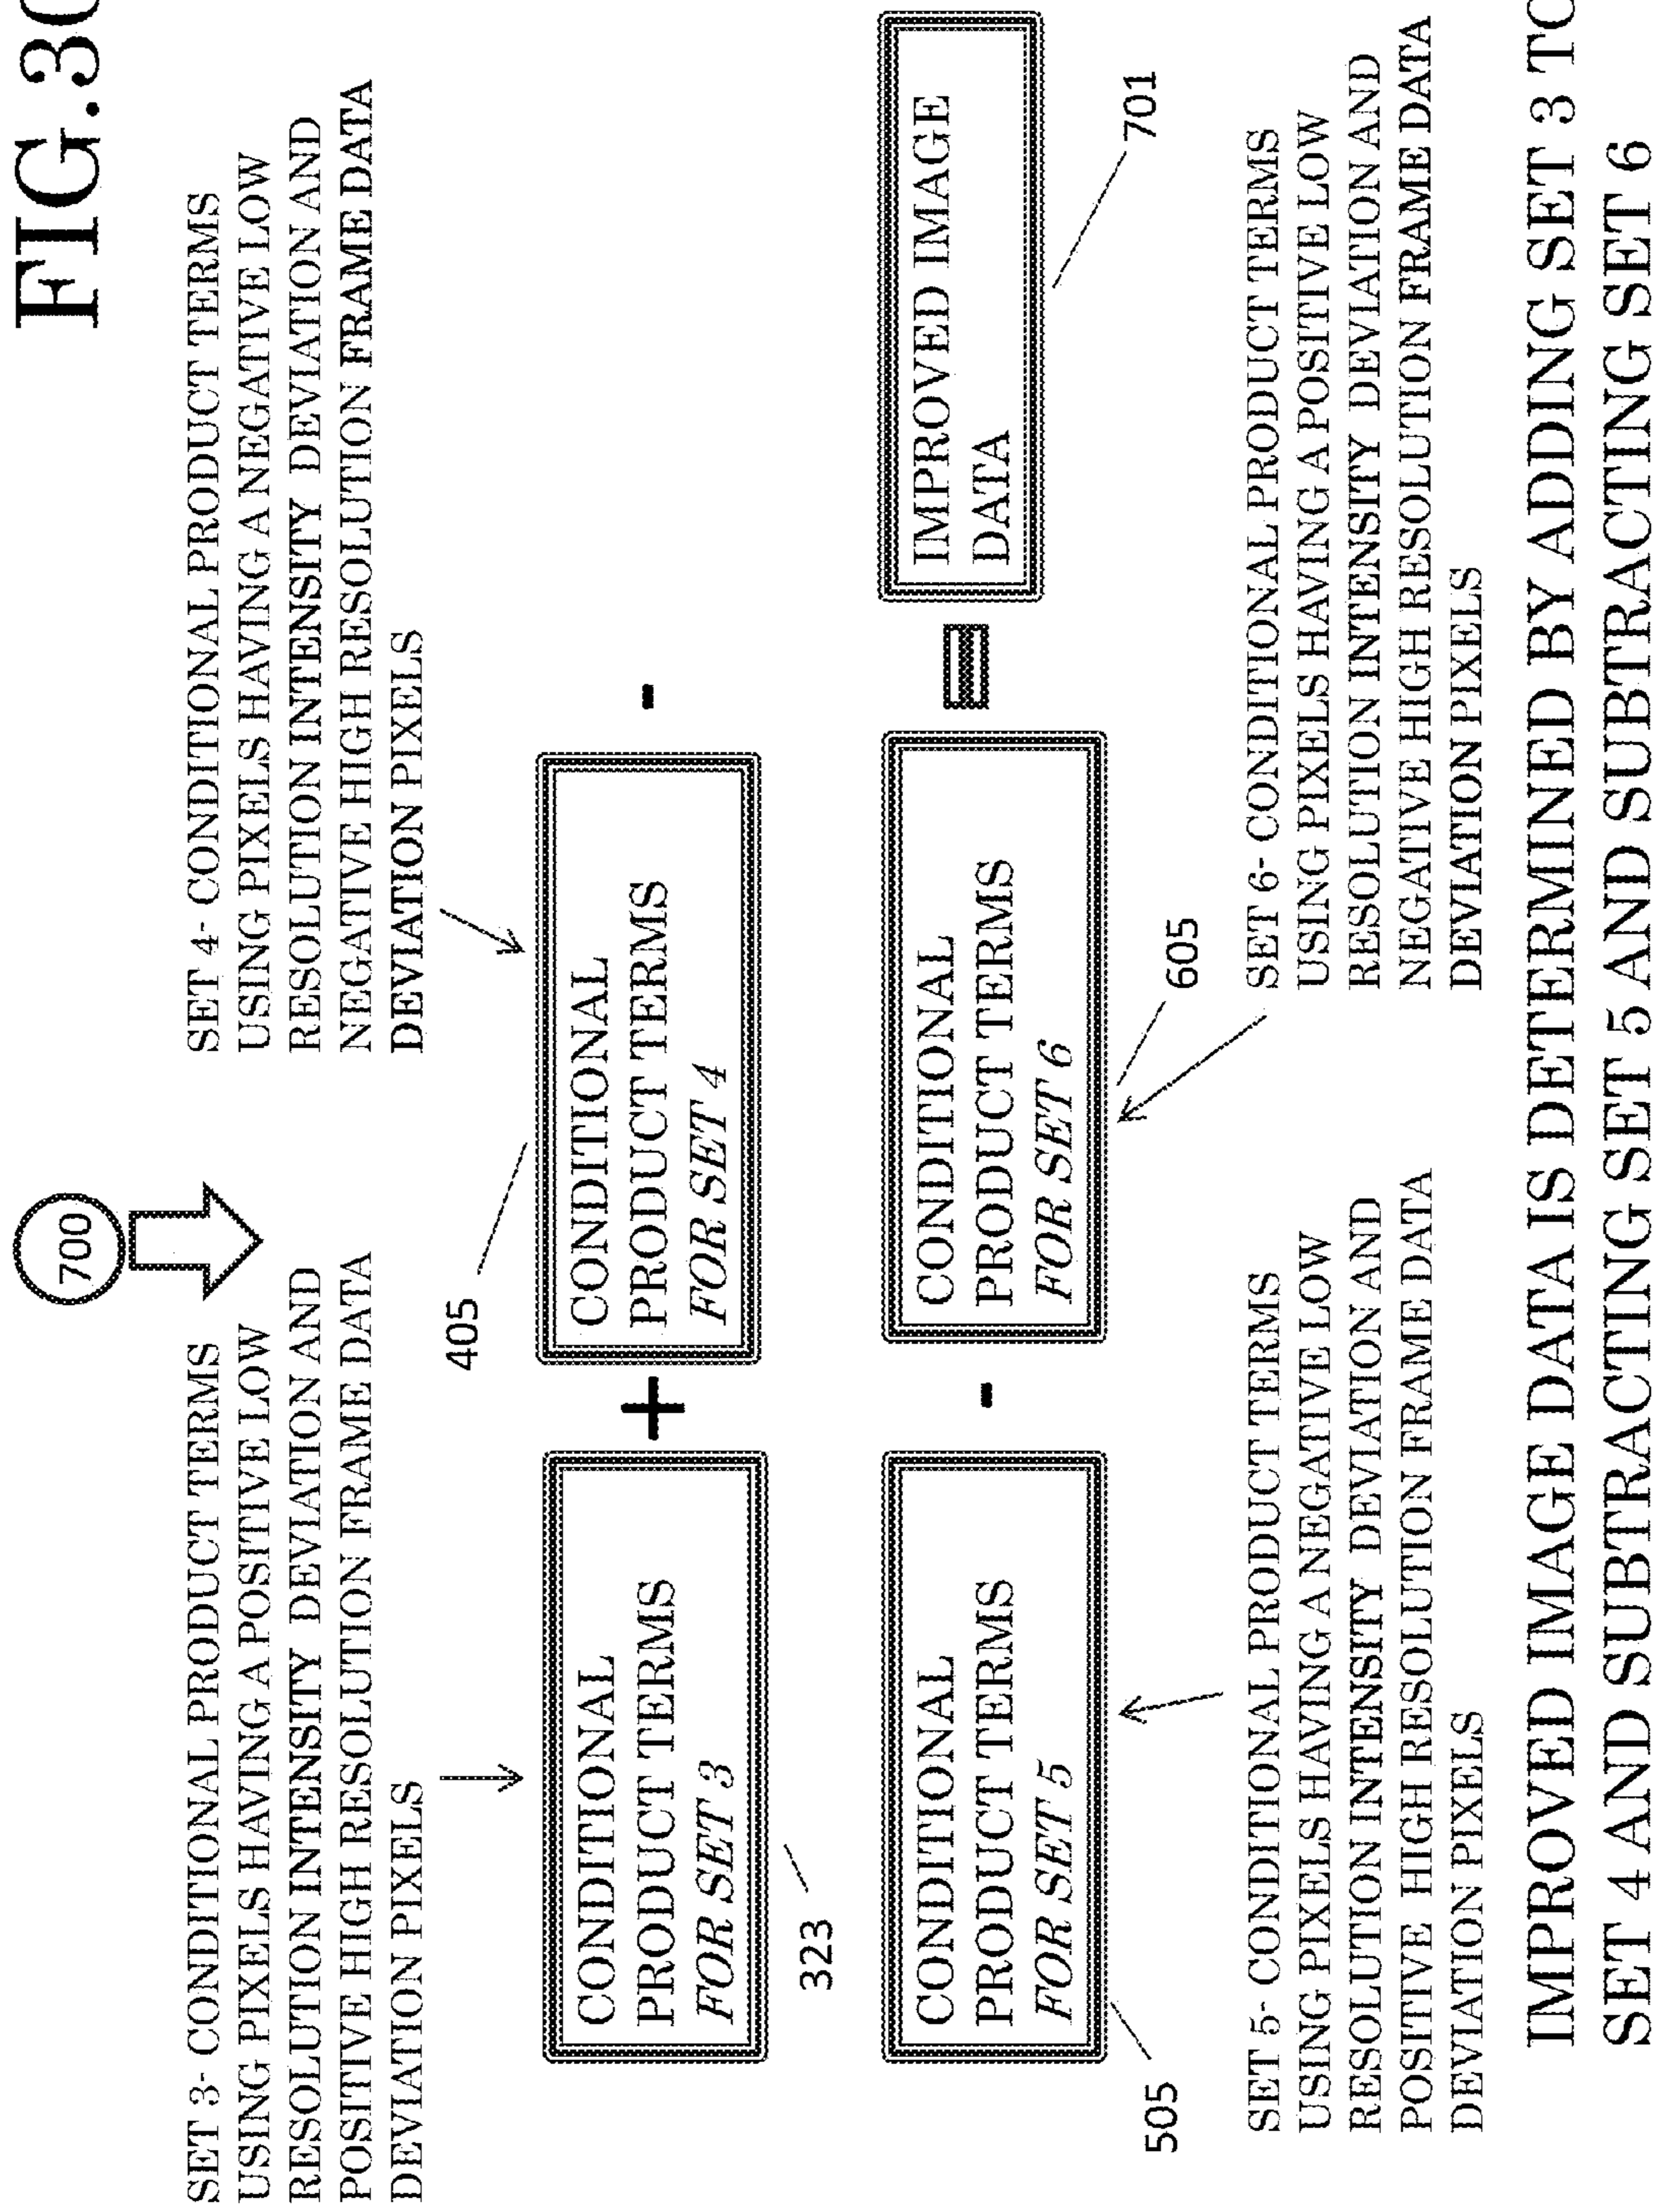 FIG.3C
700
SET 3- CONDITIONAL PRODUCT TERMS
USING PIXELS HAVING A POSITIVE LOW
RESOLUTION INTENSITY DEVIATION AND
POSITIVE HIGH RESOLUTION FRAME DATA
DEVIATION PIXELS
SET 4- CONDITIONAL PRODUCT TERMS
USING PIXELS HAVING A NEGATIVE LOW
RESOLUTION INTENSITY DEVIATION AND
NEGATIVE HIGH RESOLUTION FRAME DATA
DEVIATION PIXELS
405
CONDITIONAL
PRODUCT TERMS
FOR SET 3
+
CONDITIONAL
PRODUCT TERMS
FOR SET 4
-
323
CONDITIONAL
PRODUCT TERMS
FOR SET 5
-
CONDITIONAL
PRODUCT TERMS
FOR SET 6
=
IMPROVED IMAGE
DATA
505
605
701
SET 5- CONDITIONAL PRODUCT TERMS
USING PIXELS HAVING A NEGATIVE LOW
RESOLUTION INTENSITY DEVIATION AND
POSITIVE HIGH RESOLUTION FRAME DATA
DEVIATION PIXELS
SET 6- CONDITIONAL PRODUCT TERMS
USING PIXELS HAVING A POSITIVE LOW
RESOLUTION INTENSITY DEVIATION AND
NEGATIVE HIGH RESOLUTION FRAME DATA
DEVIATION PIXELS
IMPROVED IMAGE DATA IS DETERMINED BY ADDING SET 3 TO
SET 4 AND SUBTRACTING SET 5 AND SUBTRACTING SET 6